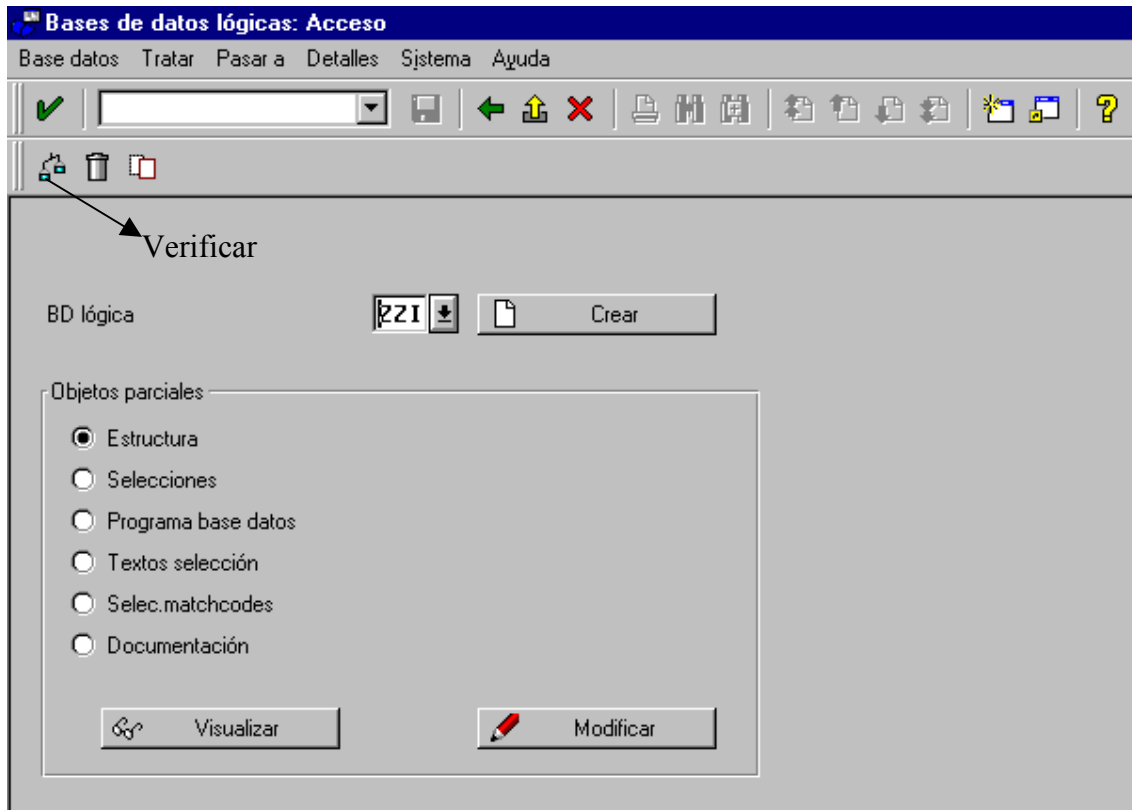 Bases de datos lógicas: Acceso
Base datos Tratar Pasar a Detalles Sistema Ayuda
Verificar
BD lógica ZZI Crear
Objetos parciales
Estructura
Selecciones
Programa base datos
Textos selección
Selec.matchcodes
Documentación
Visualizar Modificar